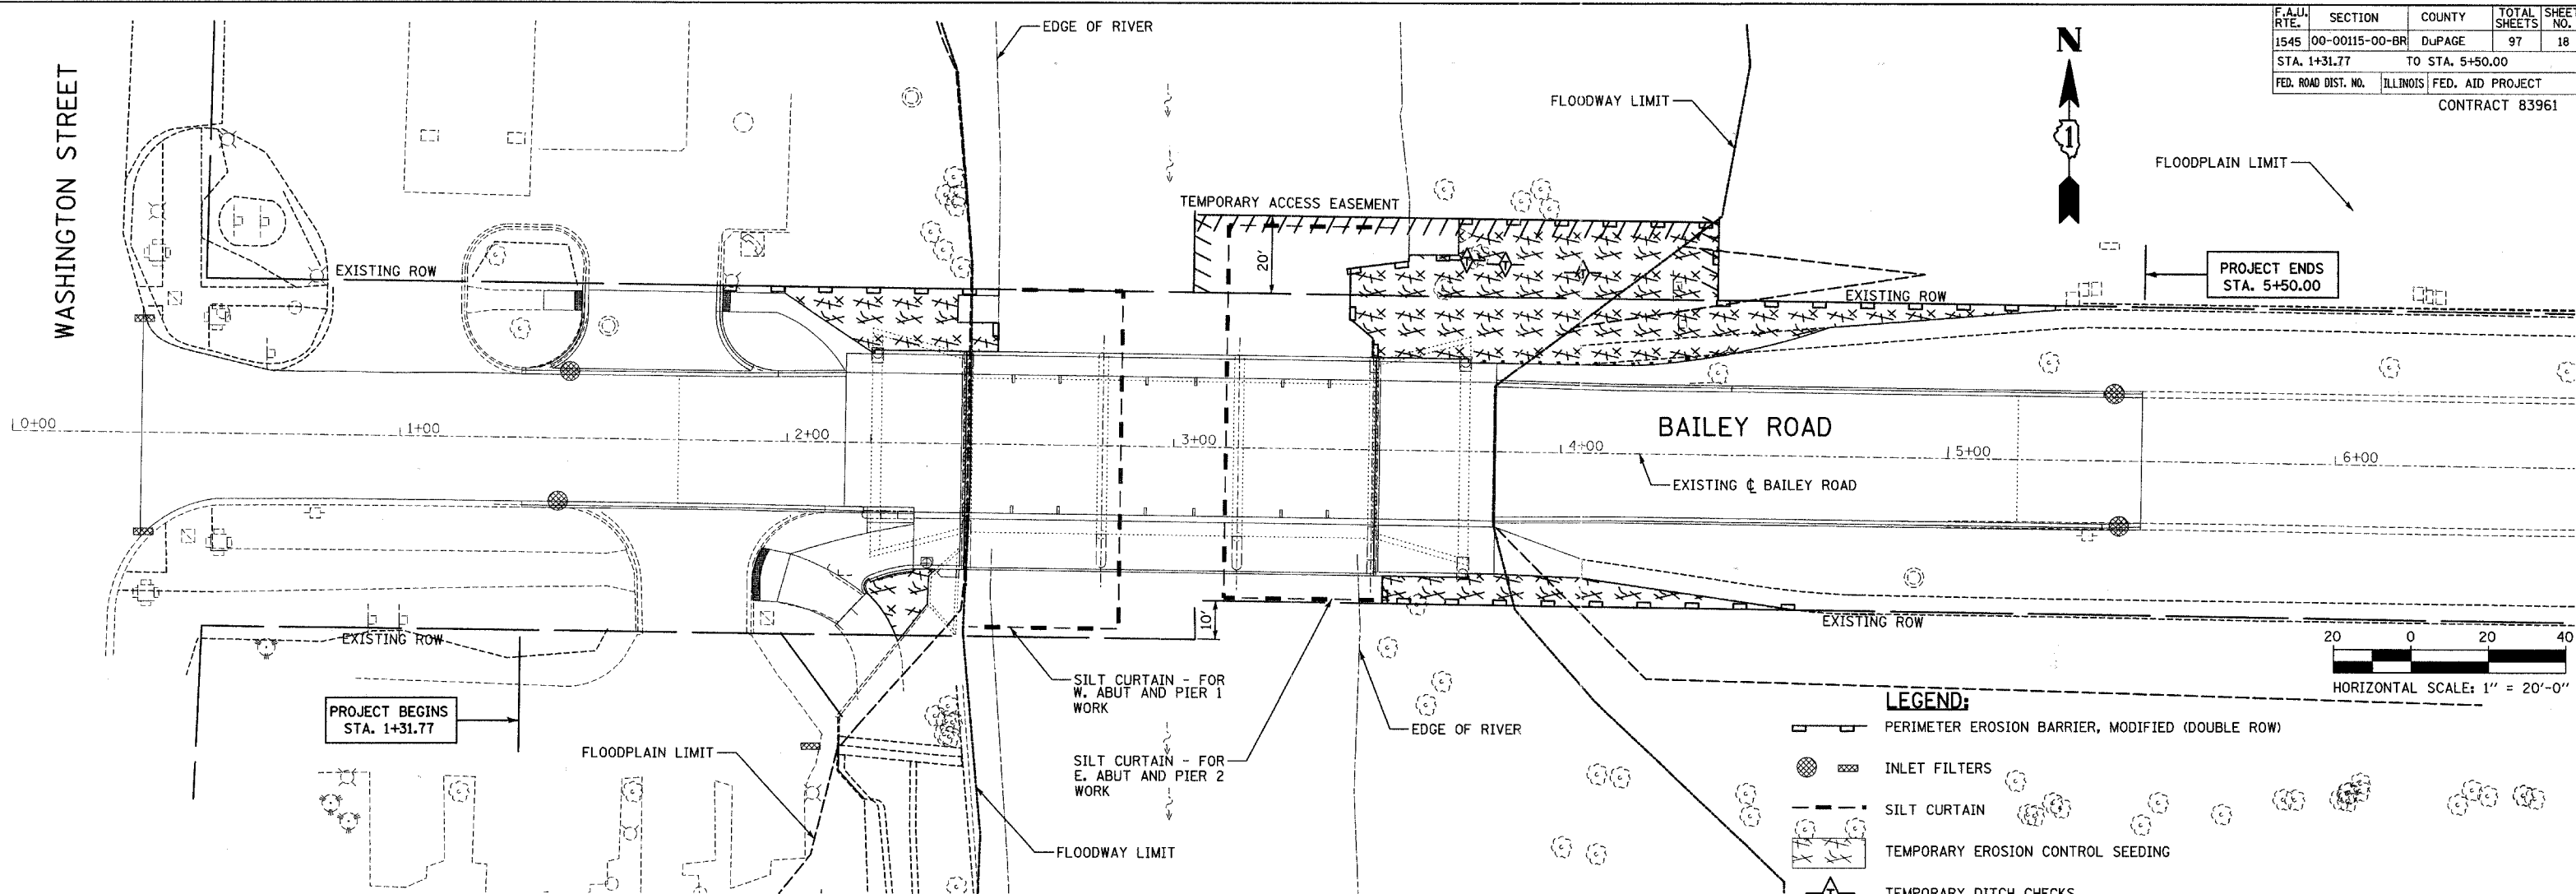 F.A.U. RTE. SECTION COUNTY TOTAL SHEETS SHEET NO.
1545 00-00115-00-BR DuPAGE 97 18
STA. 1+31.77 TO STA. 5+50.00
FED. ROAD DIST. NO. ILLINOIS FED. AID PROJECT
CONTRACT 83961
WASHINGTON STREET
EDGE OF RIVER
FLOODWAY LIMIT
N
1
FLOODPLAIN LIMIT
TEMPORARY ACCESS EASEMENT
20'
EXISTING ROW
EXISTING ROW
PROJECT ENDS
STA. 5+50.00
0+00
1+00
2+00
3+00
4+00
5+00
6+00
BAILEY ROAD
EXISTING ℄ BAILEY ROAD
10'
EXISTING ROW
EXISTING ROW
PROJECT BEGINS
STA. 1+31.77
FLOODPLAIN LIMIT
SILT CURTAIN - FOR
W. ABUT AND PIER 1
WORK
SILT CURTAIN - FOR
E. ABUT AND PIER 2
WORK
EDGE OF RIVER
FLOODWAY LIMIT
20 0 20 40
HORIZONTAL SCALE: 1" = 20'-0"
LEGEND:
PERIMETER EROSION BARRIER, MODIFIED (DOUBLE ROW)
INLET FILTERS
SILT CURTAIN
TEMPORARY EROSION CONTROL SEEDING
T TEMPORARY DITCH CHECKS